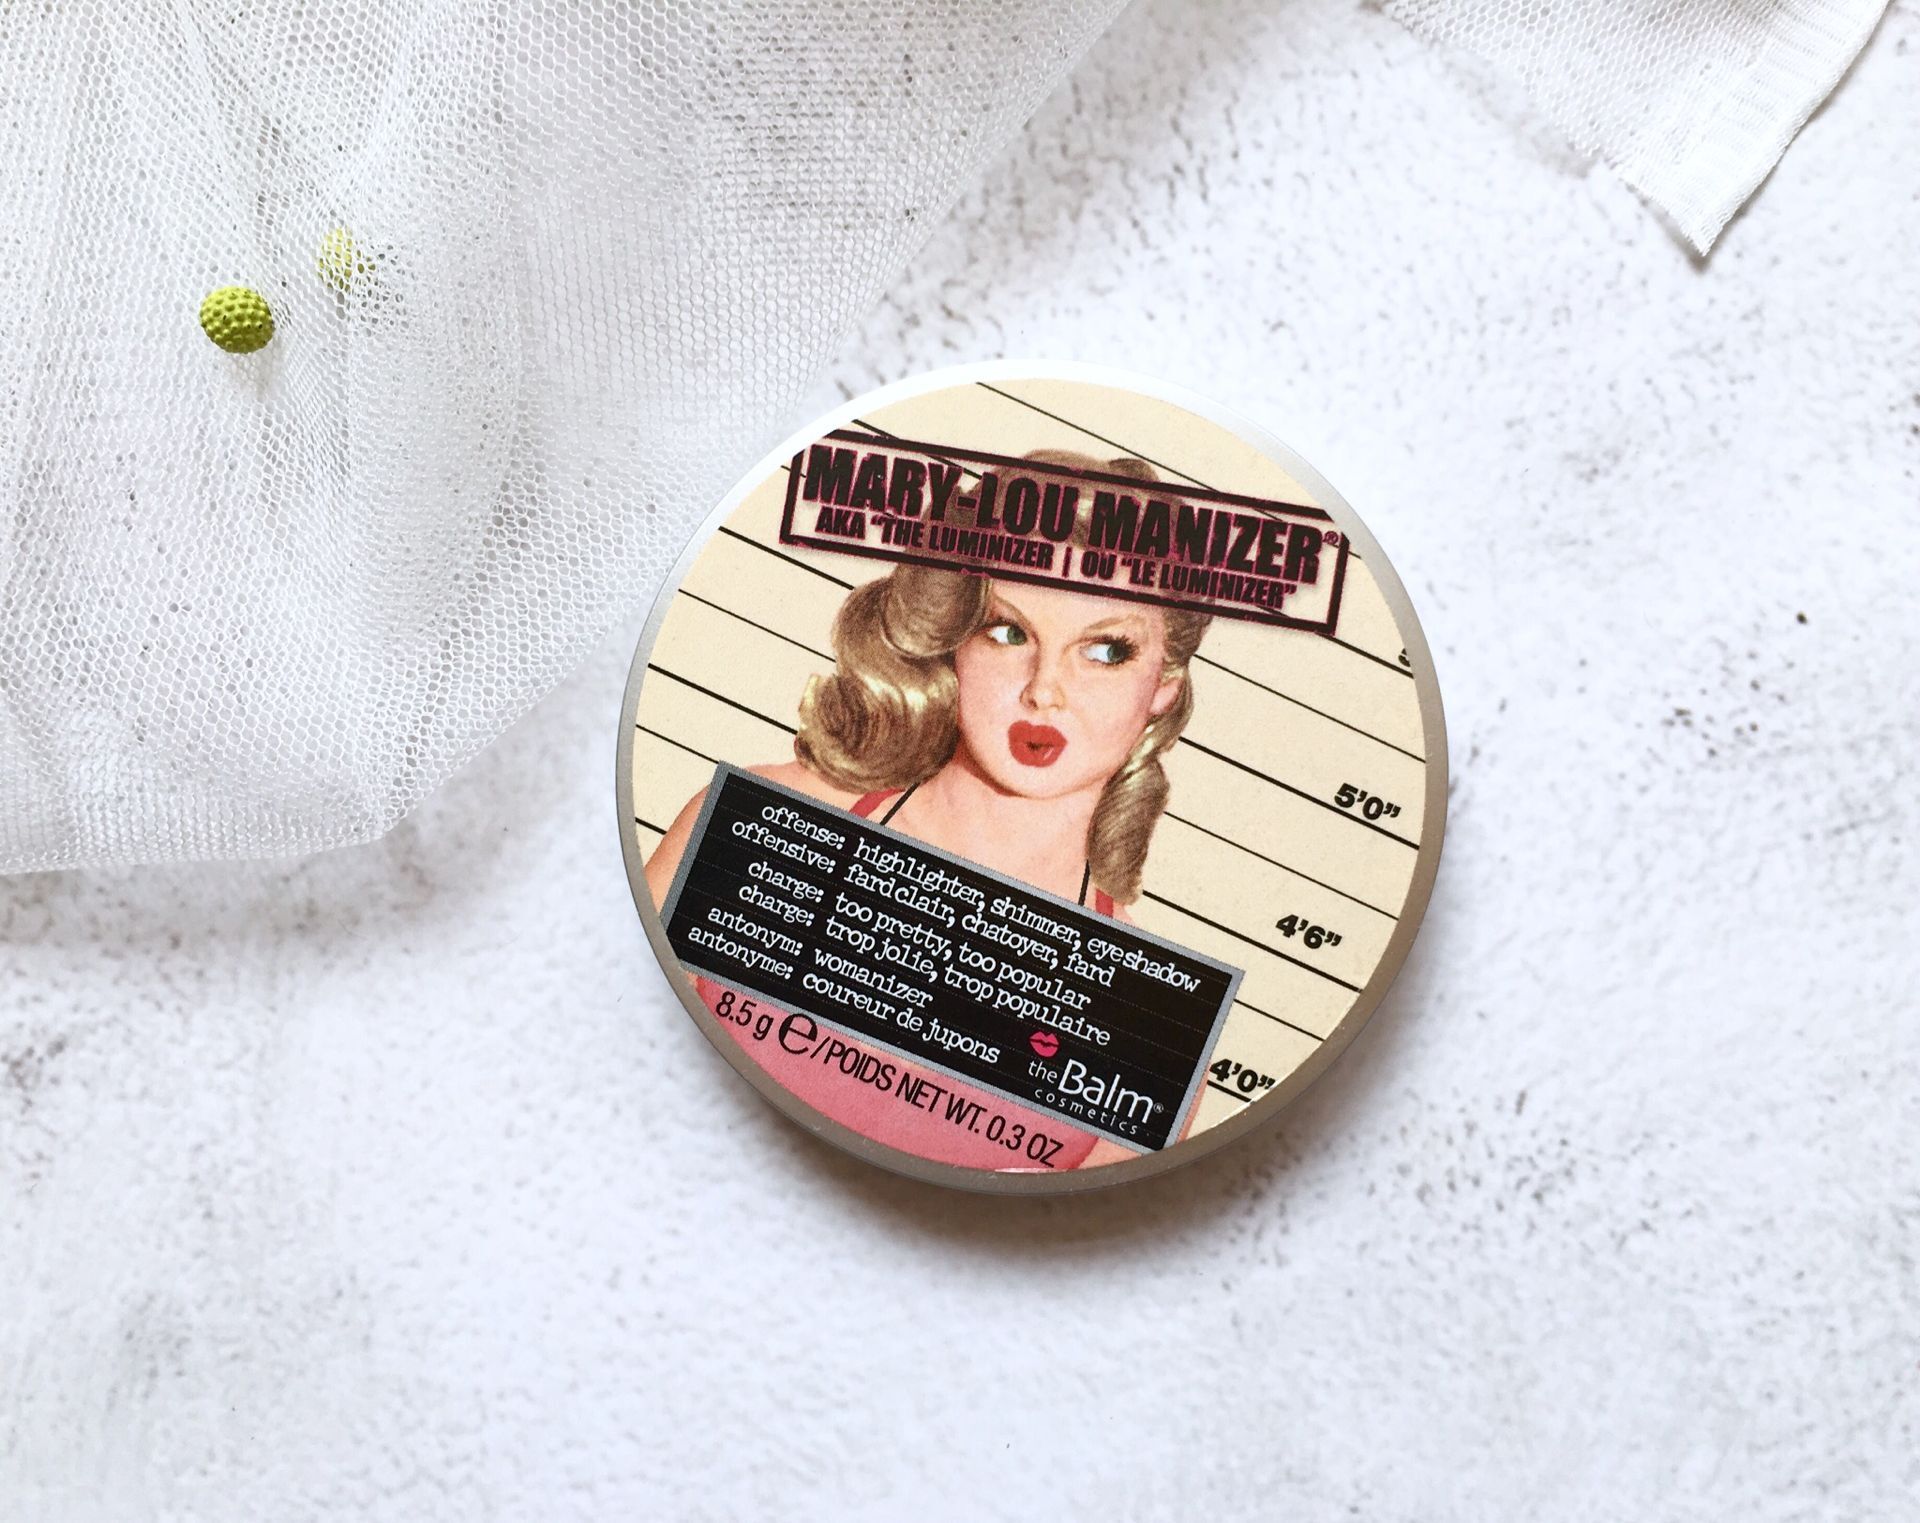 MARY-LOU MANIZER®
AKA "THE LUMINIZER | OU "LE LUMINIZER"
5'0"
4'6"
4'0"
offense: highlighter, shimmer, eyeshadow
offensive: fard clair, chatoyer, fard
charge: too pretty, too popular
charge: trop jolie, trop populaire
antonym: womanizer
antonyme: coureur de jupons
theBalm®
cosmetics
8.5 g ℮/POIDS NET WT. 0.3 OZ